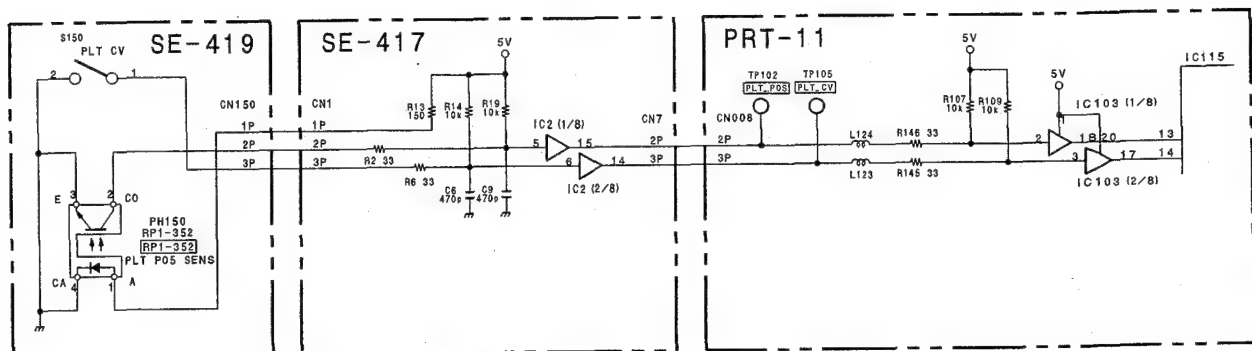 SE-419
S150
PLT CV
2
1
CN150
1P
2P
3P
3
2
E
CO
PH150
RP1-352
RP1-352
PLT POS SENS
CA
4
1
A
SE-417
5V
CN1
1P
2P
3P
R13
150
R14
10k
R19
10k
R2 33
R6 33
C6
470p
C9
470p
IC2 (1/8)
5
15
6
14
IC2 (2/8)
CN7
2P
3P
PRT-11
CN008
2P
3P
TP102
PLT_POS
TP105
PLT_CV
5V
R107
10k
R109
10k
L124
R146 33
L123
R145 33
5V
IC103 (1/8)
2
1
18
20
3
17
IC103 (2/8)
IC115
13
14